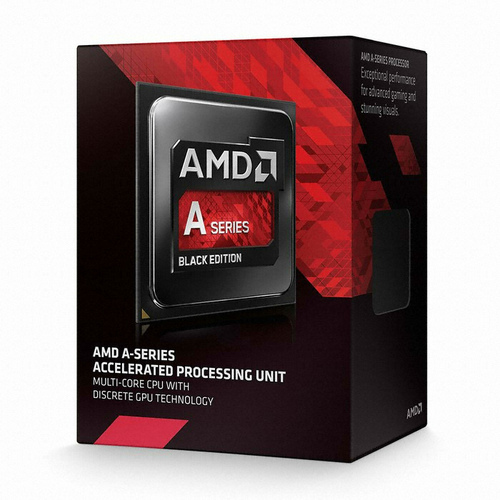 AMD
A SERIES
BLACK EDITION
AMD A-SERIES
ACCELERATED PROCESSING UNIT
MULTI-CORE CPU WITH
DISCRETE GPU TECHNOLOGY
AMD A-SERIES PROCESSOR
Exceptional performance
for advanced gaming and
stunning visuals.
AMD